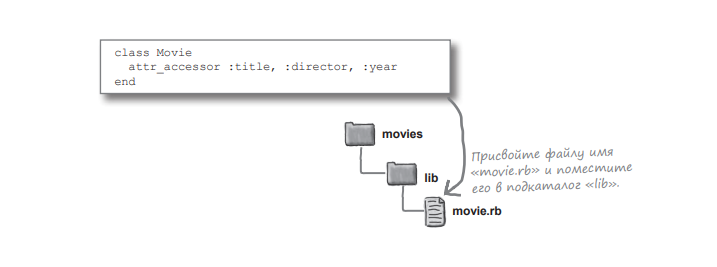 class Movie
  attr_accessor :title, :director, :year
end
movies
Присвойте файлу имя
«movie.rb» и поместите
его в подкаталог «lib».
lib
movie.rb